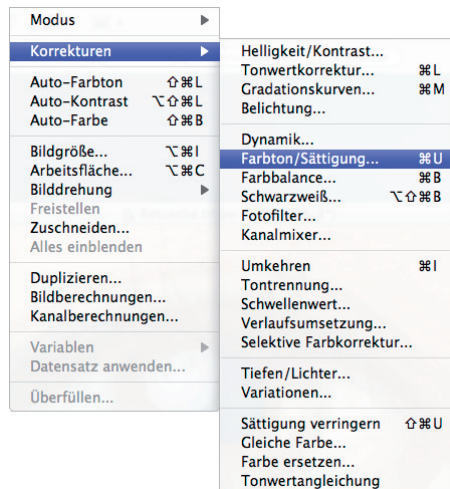 Modus ▶
Korrekturen ▶
Auto-Farbton ⇧⌘L
Auto-Kontrast ⌥⇧⌘L
Auto-Farbe ⇧⌘B
Bildgröße... ⌥⌘I
Arbeitsfläche... ⌥⌘C
Bilddrehung ▶
Freistellen
Zuschneiden...
Alles einblenden
Duplizieren...
Bildberechnungen...
Kanalberechnungen...
Variablen ▶
Datensatz anwenden...
Überfüllen...
Helligkeit/Kontrast...
Tonwertkorrektur... ⌘L
Gradationskurven... ⌘M
Belichtung...
Dynamik...
Farbton/Sättigung... ⌘U
Farbbalance... ⌘B
Schwarzweiß... ⌥⇧⌘B
Fotofilter...
Kanalmixer...
Umkehren ⌘I
Tontrennung...
Schwellenwert...
Verlaufsumsetzung...
Selektive Farbkorrektur...
Tiefen/Lichter...
Variationen...
Sättigung verringern ⇧⌘U
Gleiche Farbe...
Farbe ersetzen...
Tonwertangleichung